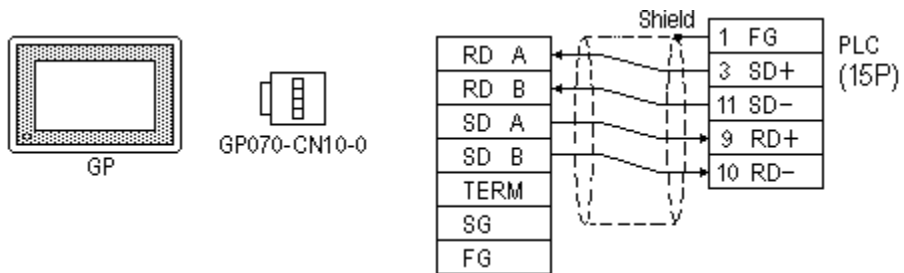 GP
GP070-CN10-0
Shield
RD A
RD B
SD A
SD B
TERM
SG
FG
1 FG
3 SD+
11 SD-
9 RD+
10 RD-
PLC
(15P)